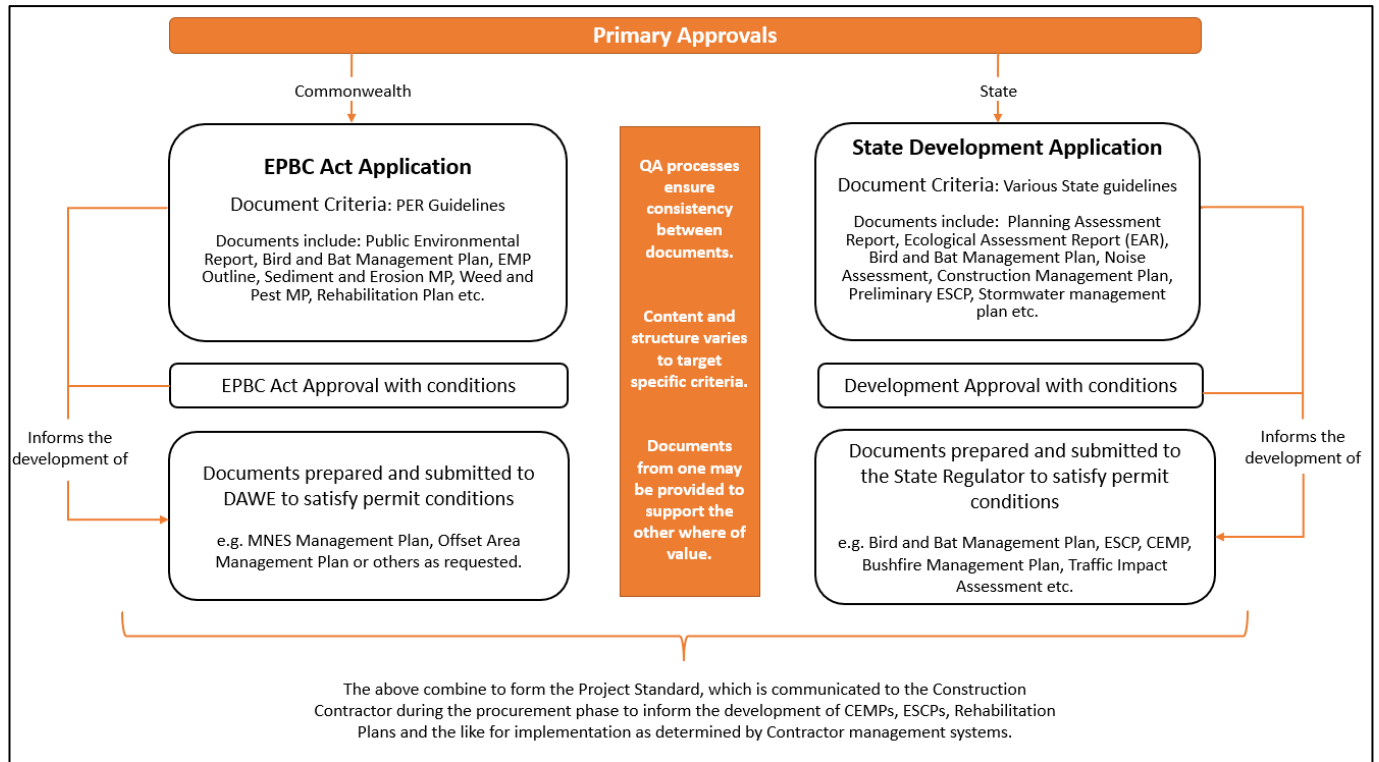 Primary Approvals
Commonwealth
State
EPBC Act Application
Document Criteria: PER Guidelines
Documents include: Public Environmental
Report, Bird and Bat Management Plan, EMP
Outline, Sediment and Erosion MP, Weed and
Pest MP, Rehabilitation Plan etc.
EPBC Act Approval with conditions
Informs the
development of
Documents prepared and submitted to
DAWE to satisfy permit conditions
e.g. MNES Management Plan, Offset Area
Management Plan or others as requested.
QA processes
ensure
consistency
between
documents.
Content and
structure varies
to target
specific criteria.
Documents
from one may
be provided to
support the
other where of
value.
State Development Application
Document Criteria: Various State guidelines
Documents include:  Planning Assessment
Report, Ecological Assessment Report (EAR),
Bird and Bat Management Plan, Noise
Assessment, Construction Management Plan,
Preliminary ESCP, Stormwater management
plan etc.
Development Approval with conditions
Informs the
development of
Documents prepared and submitted to
the State Regulator to satisfy permit
conditions
e.g. Bird and Bat Management Plan, ESCP, CEMP,
Bushfire Management Plan, Traffic Impact
Assessment etc.
The above combine to form the Project Standard, which is communicated to the Construction
Contractor during the procurement phase to inform the development of CEMPs, ESCPs, Rehabilitation
Plans and the like for implementation as determined by Contractor management systems.